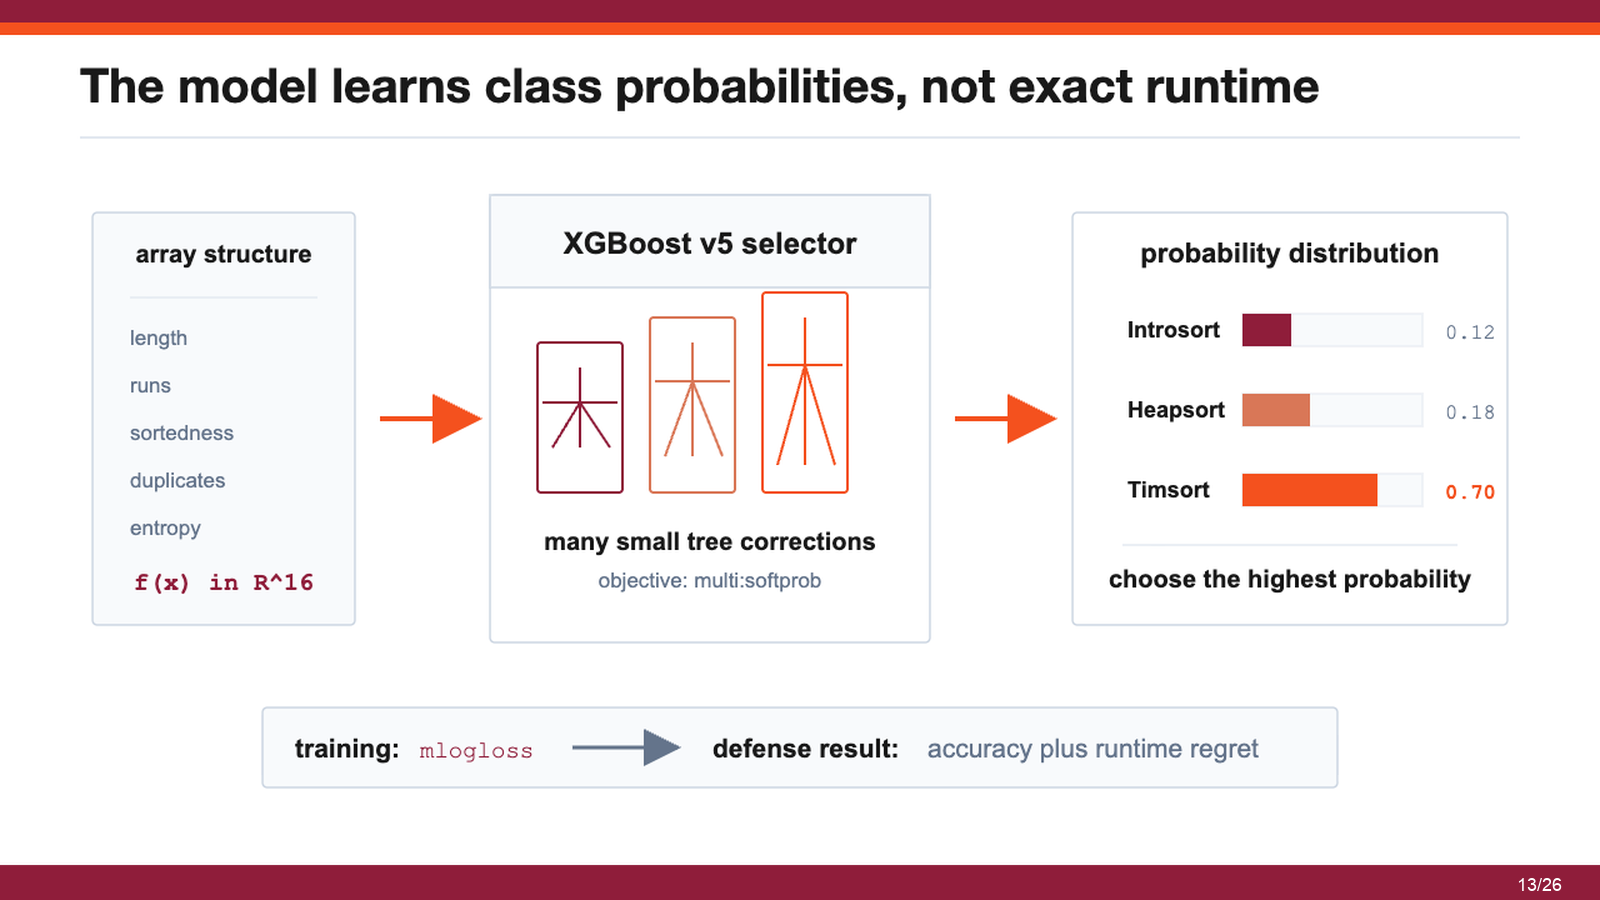 The model learns class probabilities, not exact runtime
array structure
length
runs
sortedness
duplicates
entropy
f(x) in R^16
XGBoost v5 selector
many small tree corrections
objective: multi:softprob
probability distribution
Introsort 0.12
Heapsort 0.18
Timsort 0.70
choose the highest probability
training: mlogloss defense result: accuracy plus runtime regret
13/26